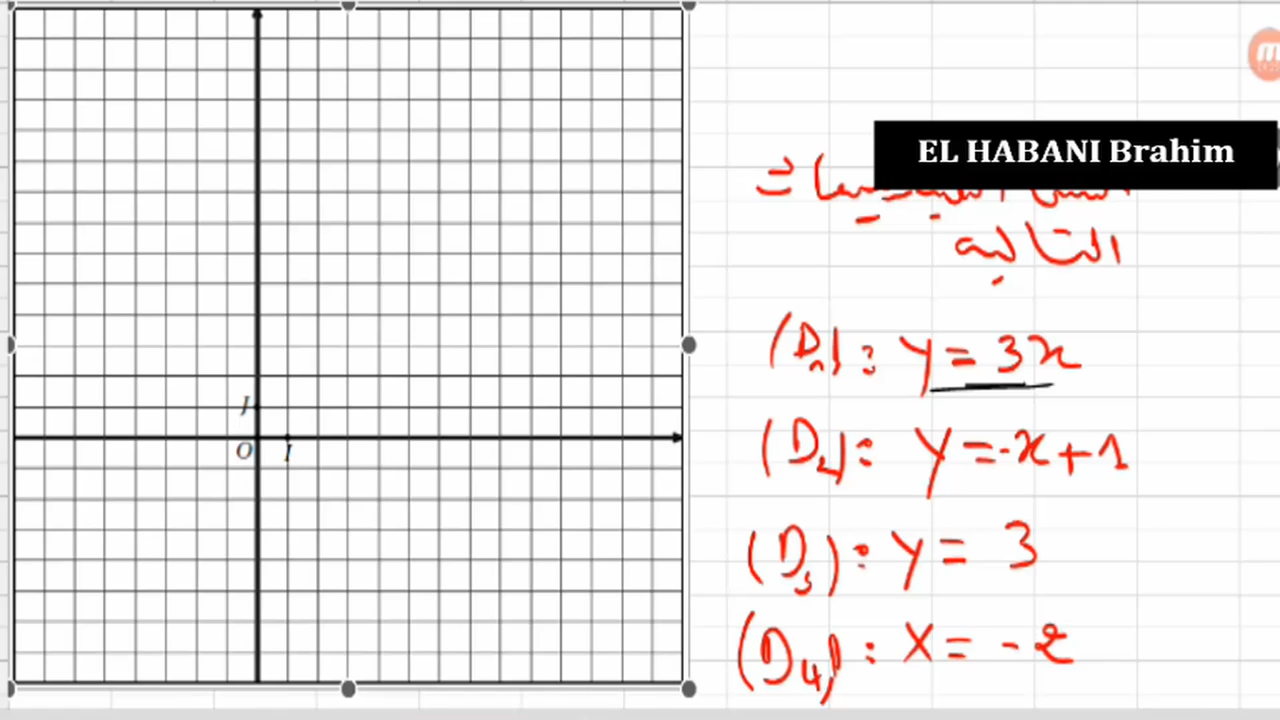 EL HABANI Brahim
التالية
(D₁) : y = 3x
(D₂) : y = -x + 1
(D₃) : y = 3
(D₄) : x = -2
J
O I